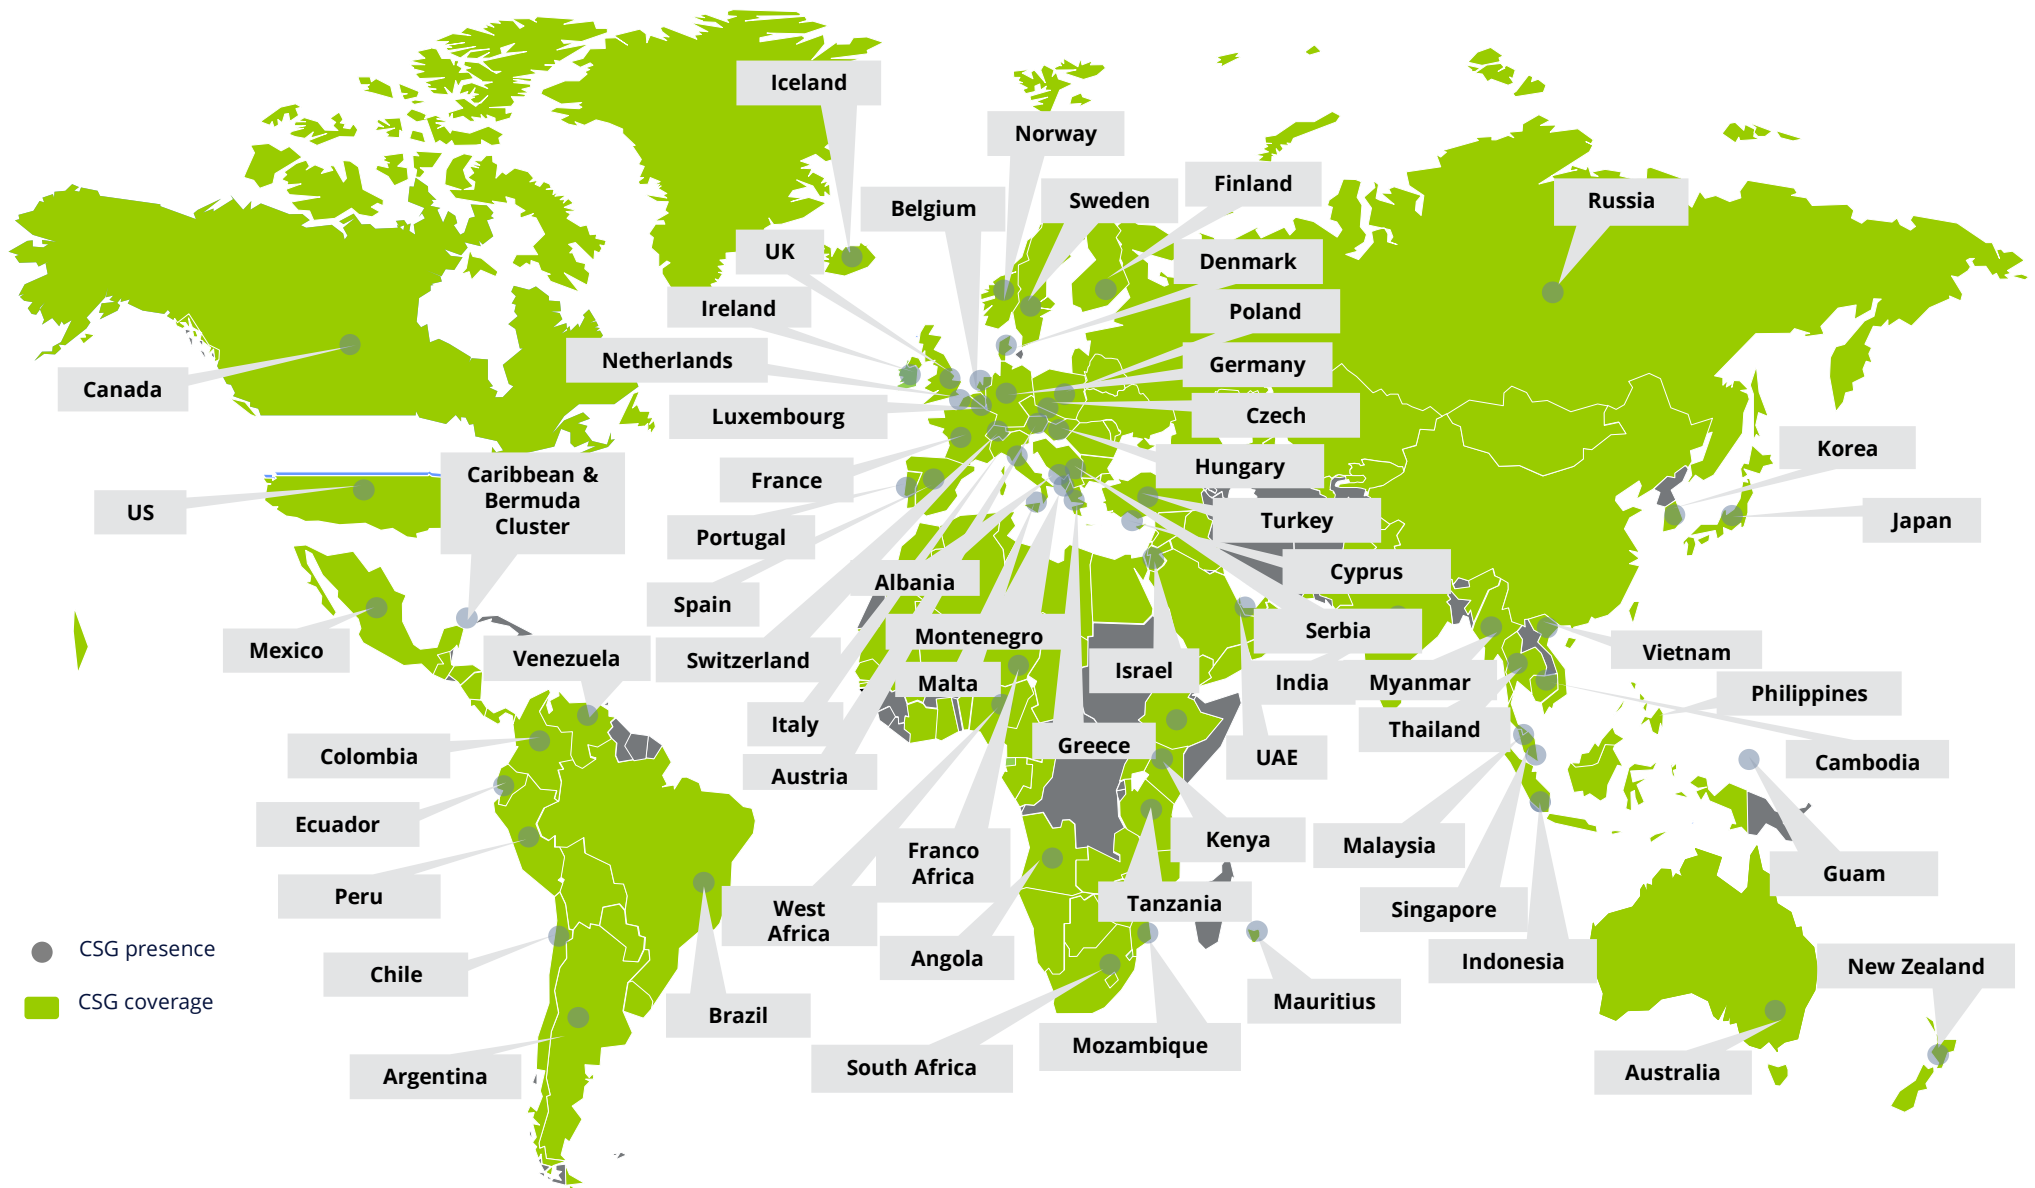 Iceland
Norway
Finland
Belgium
Sweden
Russia
UK
Denmark
Ireland
Poland
Netherlands
Germany
Canada
Luxembourg
Czech
Korea
Caribbean &
Bermuda
Cluster
Hungary
France
US
Turkey
Japan
Portugal
Cyprus
Albania
Spain
Serbia
Montenegro
Mexico
Vietnam
Venezuela
Switzerland
Israel
Malta
India
Myanmar
Philippines
Italy
Thailand
Colombia
Greece
UAE
Cambodia
Austria
Ecuador
Kenya
Malaysia
Franco
Africa
Guam
Peru
Tanzania
West
Africa
Singapore
CSG presence
Angola
Indonesia
New Zealand
Chile
CSG coverage
Mauritius
Brazil
Mozambique
South Africa
Australia
Argentina